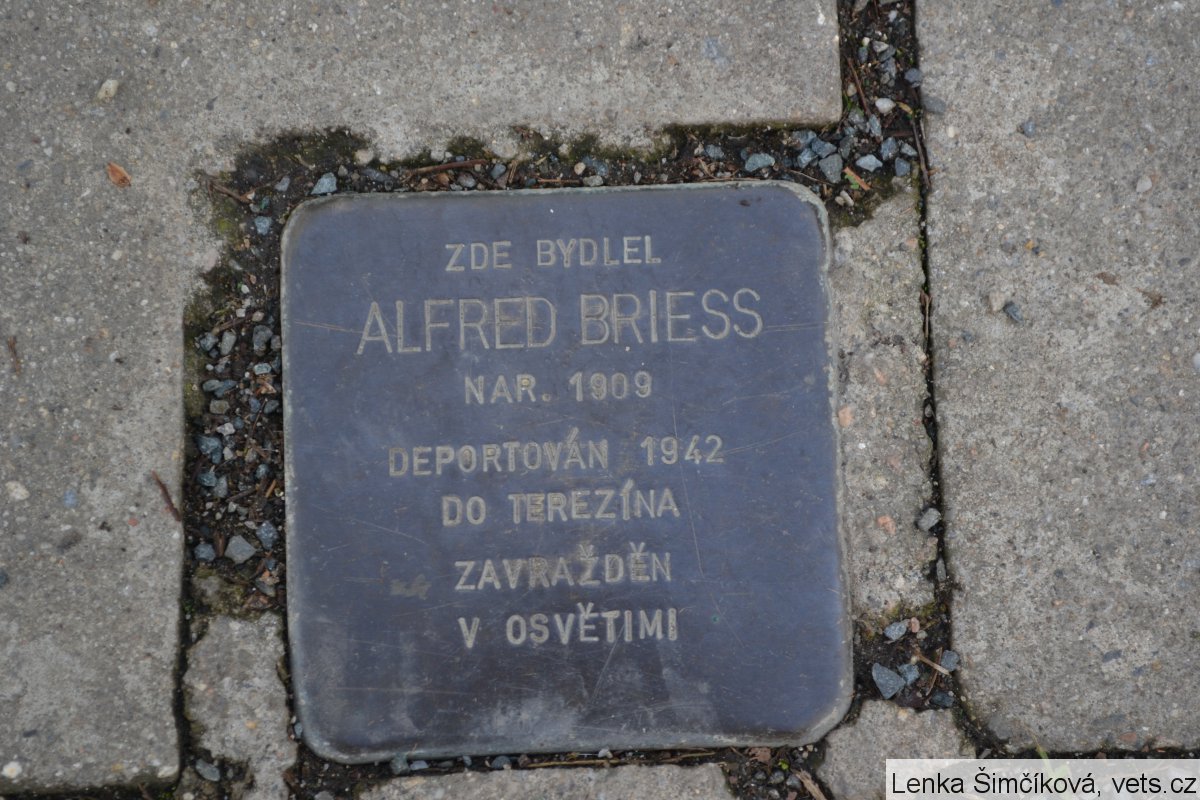 ZDE BYDLEL
ALFRED BRIESS
NAR. 1909
DEPORTOVÁN 1942
DO TEREZÍNA
ZAVRAŽDĚN
V OSVĚTIMI
Lenka Šimčíková, vets.cz